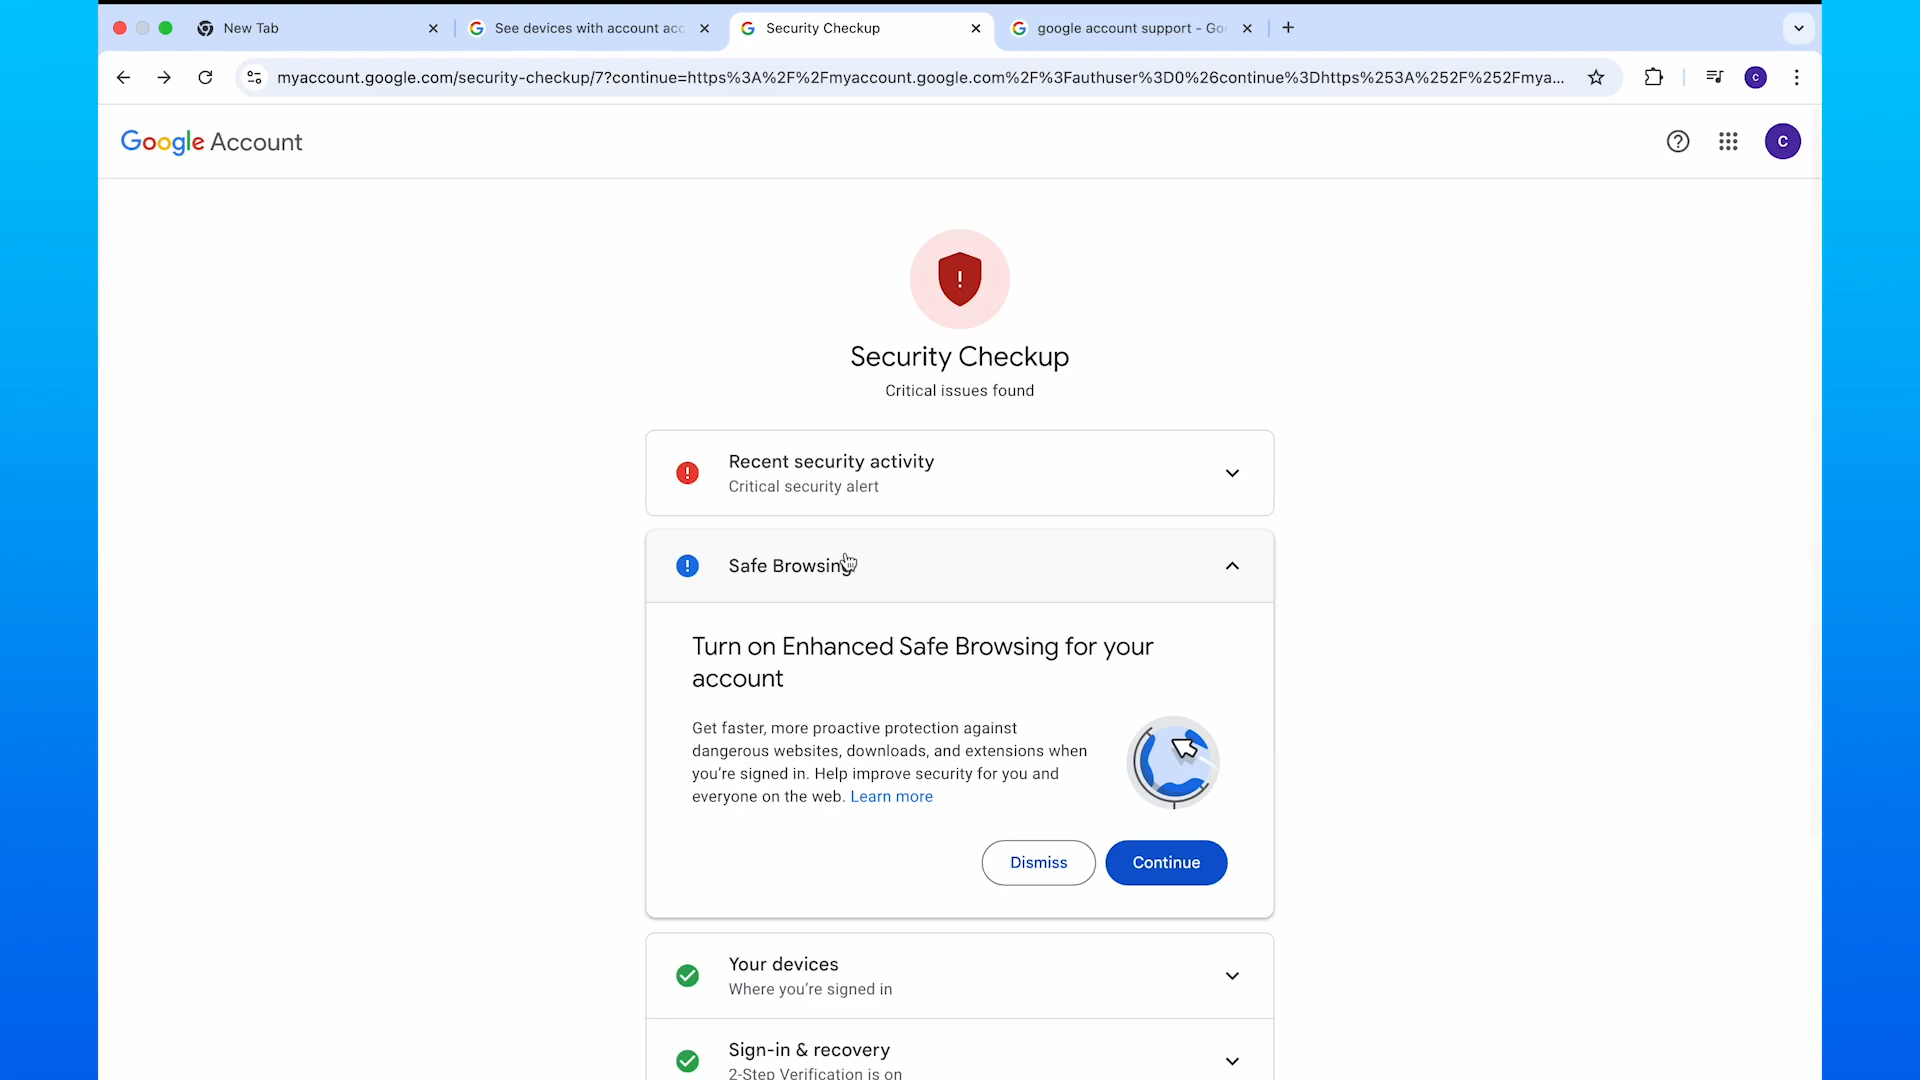 New Tab
See devices with account acc
Security Checkup
google account support - Goo
myaccount.google.com/security-checkup/7?continue=https%3A%2F%2Fmyaccount.google.com%2F%3Fauthuser%3D0%26continue%3Dhttps%253A%252F%252Fmya...
C
Google Account
C
Security Checkup
Critical issues found
Recent security activity
Critical security alert
Safe Browsing
Turn on Enhanced Safe Browsing for your
account
Get faster, more proactive protection against
dangerous websites, downloads, and extensions when
you're signed in. Help improve security for you and
everyone on the web. Learn more
Dismiss
Continue
Your devices
Where you're signed in
Sign-in & recovery
2-Step Verification is on